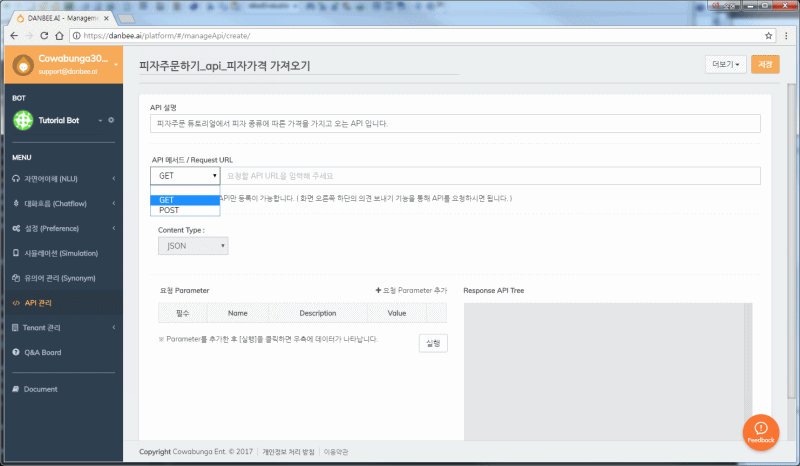 DANBEE.AI - Managemen
https://danbee.ai/platform/#/manageApi/create/
Cowabunga30...
support@danbee.ai
피자주문하기_api_피자가격 가져오기
더보기
저장
BOT
Tutorial Bot
MENU
자연어이해 (NLU)
대화흐름 (Chatflow)
설정 (Preference)
시뮬레이션 (Simulation)
유의어 관리 (Synonym)
API 관리
Tenant 관리
Q&A Board
Document
API 설명
피자주문 튜토리얼에서 피자 종류에 따른 가격을 가지고 오는 API 입니다.
API 메서드 / Request URL
GET
요청할 API URL을 입력해 주세요.
GET
POST
API만 등록이 가능합니다. ( 화면 오른쪽 하단의 의견 보내기 기능을 통해 API를 요청하시면 됩니다. )
Content Type :
JSON
요청 Parameter
+ 요청 Parameter 추가
필수 Name Description Value
※ Parameter를 추가한 후 [실행]을 클릭하면 우측에 데이터가 나타납니다.
실행
Response API Tree
Feedback
Copyright Cowabunga Ent. © 2017 | 개인정보 처리 방침 | 이용약관